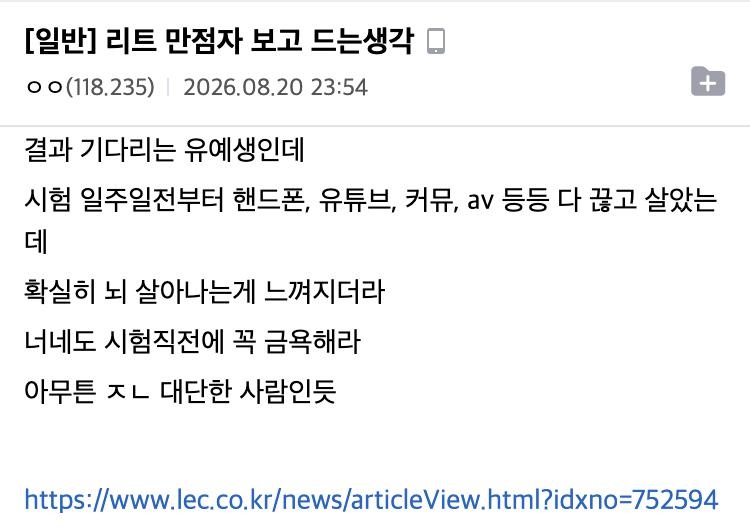 [일반] 리트 만점자 보고 드는생각
ㅇㅇ(118.235) 2026.08.20 23:54
결과 기다리는 유예생인데
시험 일주일전부터 핸드폰, 유튜브, 커뮤, av 등등 다 끊고 살았는
데
확실히 뇌 살아나는게 느껴지더라
너네도 시험직전에 꼭 금욕해라
아무튼 ㅈㄴ 대단한 사람인듯
https://www.lec.co.kr/news/articleView.html?idxno=752594